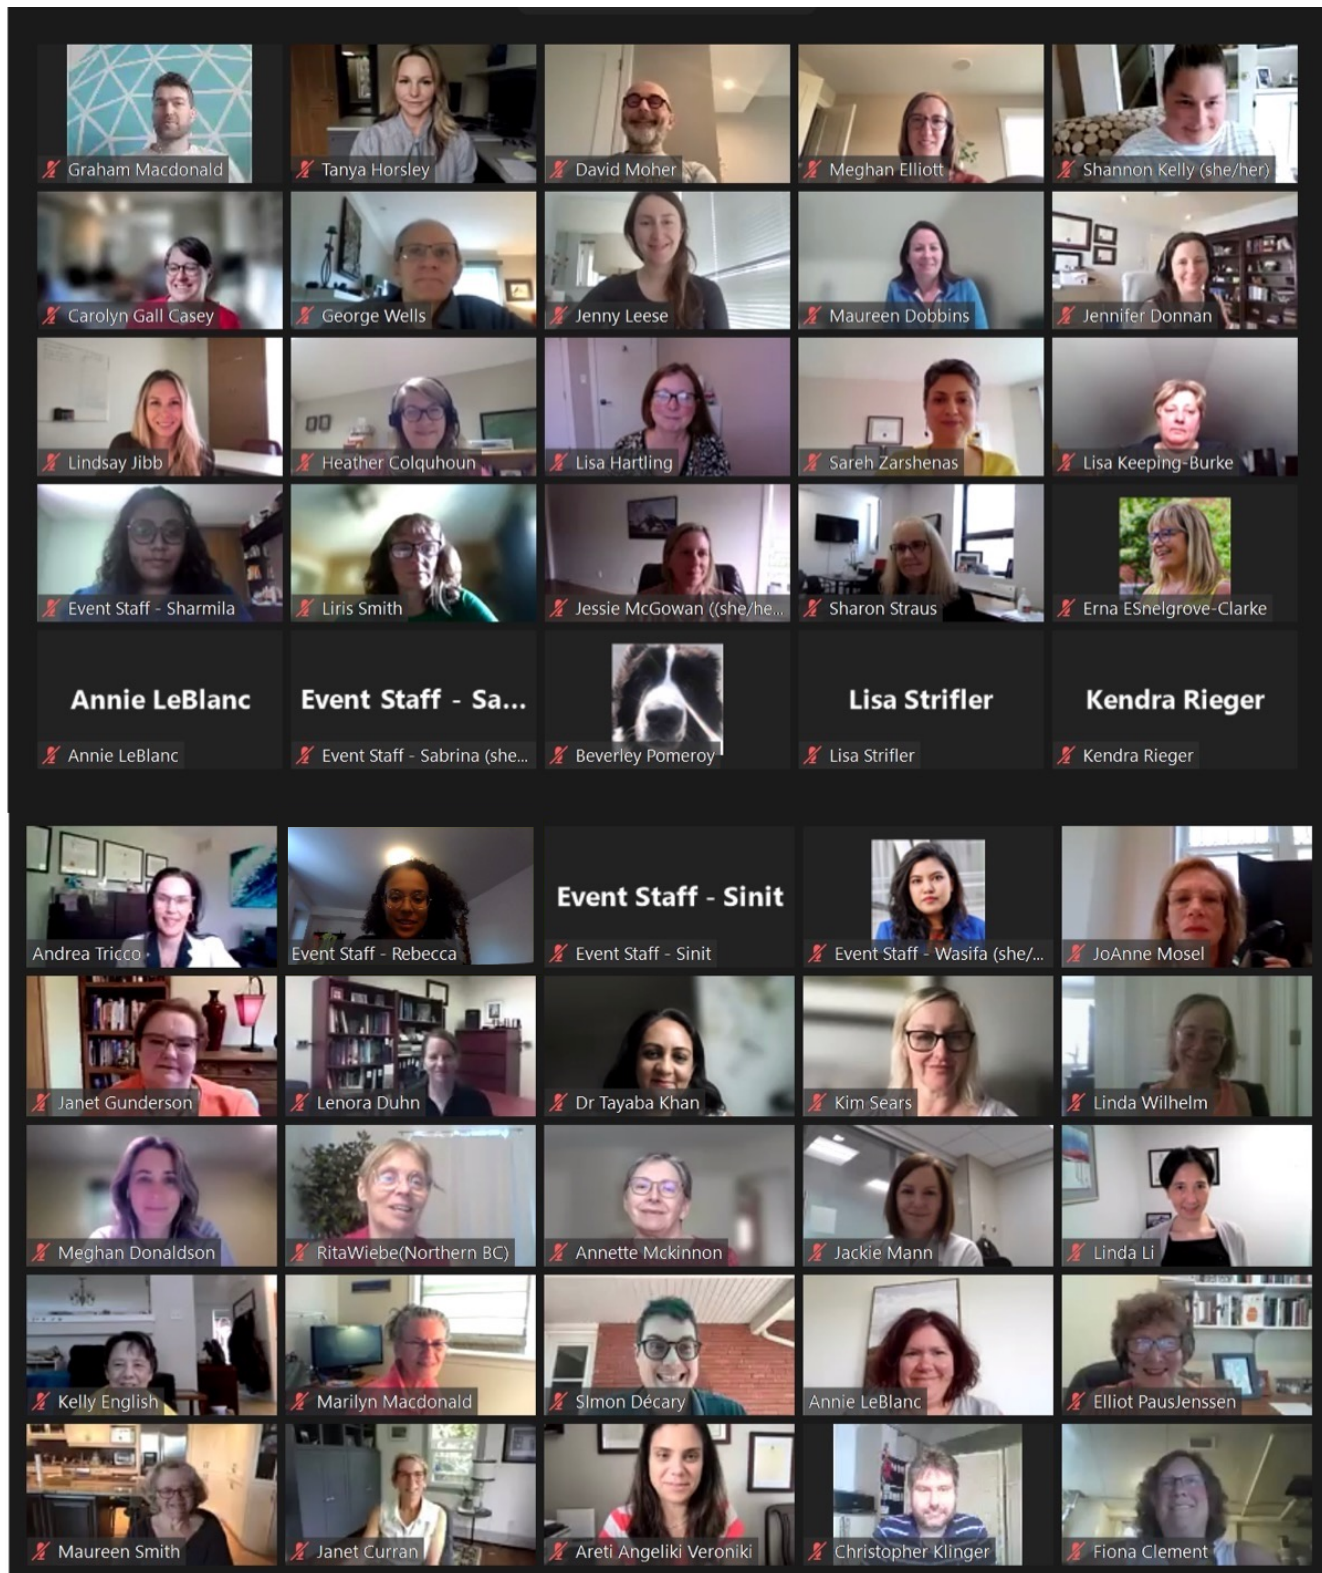 Graham Macdonald
Tanya Horsley
David Moher
Meghan Elliott
Shannon Kelly (she/her)
Carolyn Gall Casey
George Wells
Jenny Leese
Maureen Dobbins
Jennifer Donnan
Lindsay Jibb
Heather Colquhoun
Lisa Hartling
Sareh Zarshenas
Lisa Keeping-Burke
Event Staff - Sharmila
Liris Smith
Jessie McGowan ((she/he...
Sharon Straus
Erna ESnelgrove-Clarke
Annie LeBlanc
Annie LeBlanc
Event Staff - Sa...
Event Staff - Sabrina (she...
Beverley Pomeroy
Lisa Strifler
Lisa Strifler
Kendra Rieger
Kendra Rieger
Andrea Tricco
Event Staff - Rebecca
Event Staff - Sinit
Event Staff - Sinit
Event Staff - Wasifa (she/...
JoAnne Mosel
Janet Gunderson
Lenora Duhn
Dr Tayaba Khan
Kim Sears
Linda Wilhelm
Meghan Donaldson
RitaWiebe(Northern BC)
Annette Mckinnon
Jackie Mann
Linda Li
Kelly English
Marilyn Macdonald
SImon Décary
Annie LeBlanc
Elliot PausJenssen
Maureen Smith
Janet Curran
Areti Angeliki Veroniki
Christopher Klinger
Fiona Clement